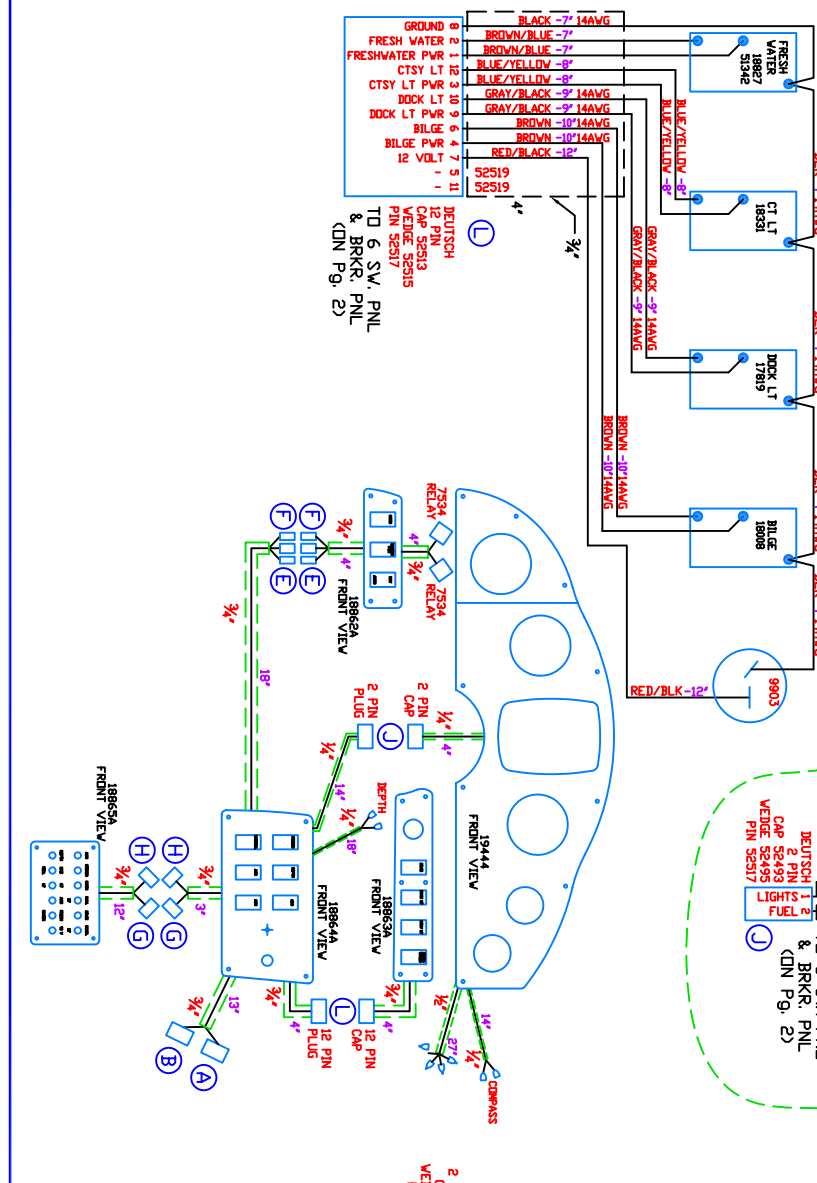 GROUND 8 BLACK -7" 14AWG
FRESH WATER 2 BROWN/BLUE -7"
FRESHWATER PWR 1 BROWN/BLUE -7"
CTSY LT 12 BLUE/YELLOW -8"
CTSY LT PWR 3 BLUE/YELLOW -8"
DOCK LT 10 GRAY/BLACK -9" 14AWG
DOCK LT PWR 9 GRAY/BLACK -9" 14AWG
BILGE 6 BROWN -10" 14AWG
BILGE PWR 4 BROWN -10" 14AWG
12 VOLT 7 RED/BLACK -12"
- 5 52519
- 11 52519
4"
3/4"
L
DEUTSCH
12 PIN
CAP 52513
WEDGE 52515
PIN 52517
TO 6 SW. PNL
& BRKR. PNL
(ON Pg. 2)
FRESH
WATER
18827
51342
BLUE/YELLOW -8"
BLUE/YELLOW -8"
CT LT
18331
GRAY/BLACK -9" 14AWG
GRAY/BLACK -9" 14AWG
DOCK LT
17819
BROWN -10" 14AWG
BROWN -10" 14AWG
BILGE
18008
9903
RED/BLK -12"
7534
RELAY
7534
RELAY
4"
3/4"
18862A
FRONT VIEW
3/4"
4"
F
F
E
E
3/4"
18"
2 PIN
PLUG
J
2 PIN
CAP
1/4"
4"
1/4"
14"
DEPTH
1/4"
18"
19444
FRONT VIEW
18863A
FRONT VIEW
18864A
FRONT VIEW
18865A
FRONT VIEW
H
H
G
G
3/4"
12"
3/4"
3"
3/4"
13"
B
A
3/4"
4"
12 PIN
PLUG
L
12 PIN
CAP
3/4"
4"
1/2"
27"
14"
1/4"
COMPASS
DEUTSCH
2 PIN
CAP 52493
WEDGE 52495
PIN 52517
LIGHTS 1
FUEL 2
J
& BRKR. PNL
(ON Pg. 2)
2